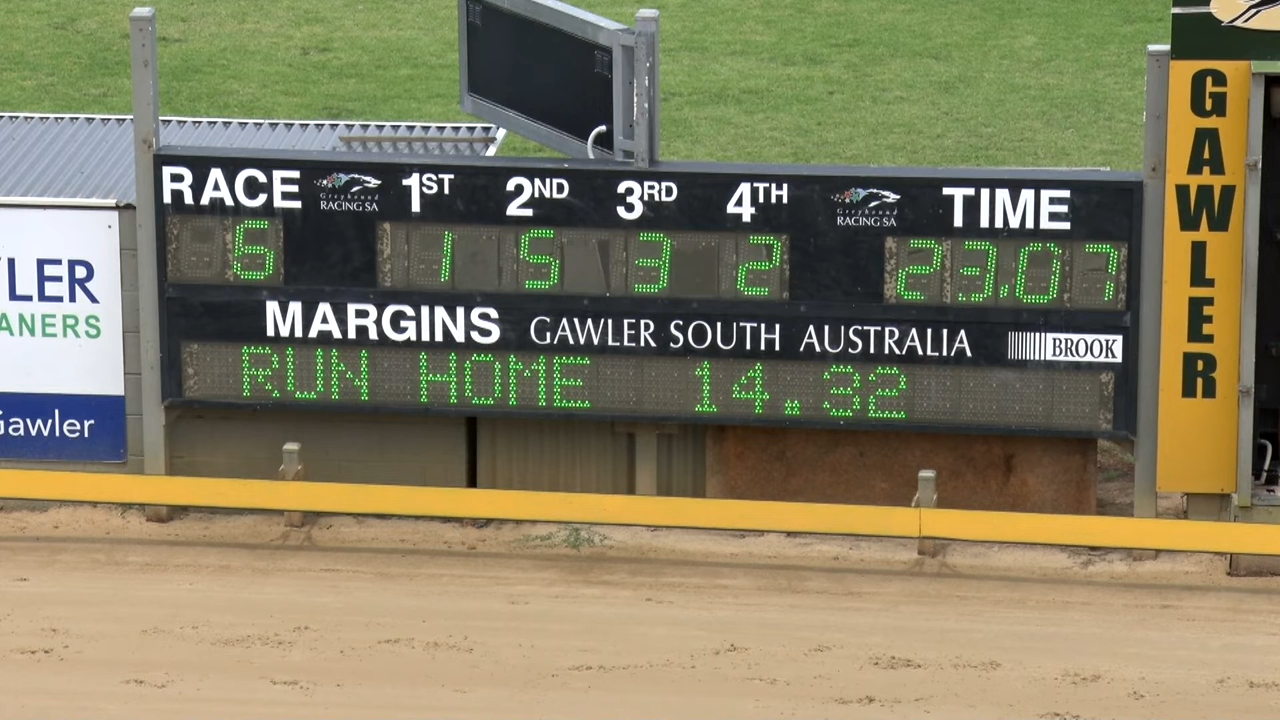 RACE Greyhound RACING SA 1ST 2ND 3RD 4TH Greyhound RACING SA TIME
6 1 5 3 2 23.07
MARGINS GAWLER SOUTH AUSTRALIA BROOK
RUN HOME 14.32
LER
ANERS
Gawler
GAWLER